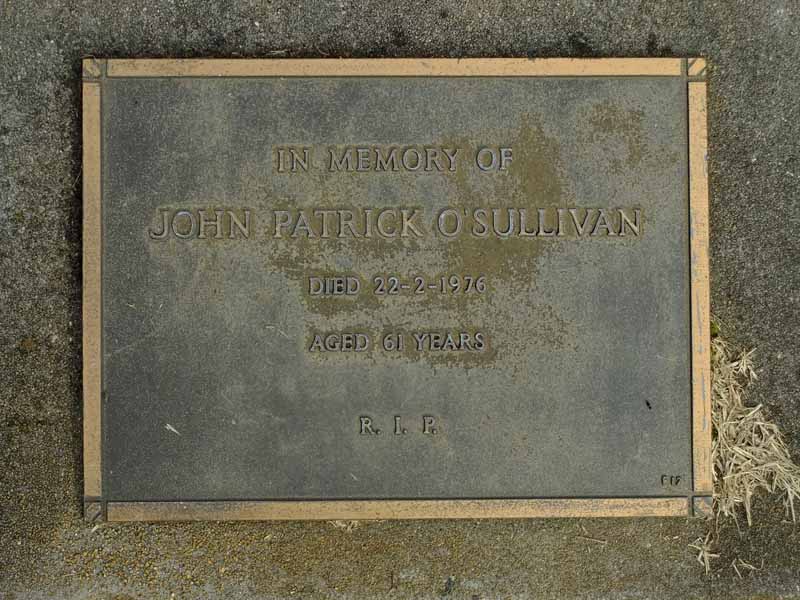 IN MEMORY OF
JOHN PATRICK O'SULLIVAN
DIED 22-2-1976
AGED 61 YEARS
R. I. P.